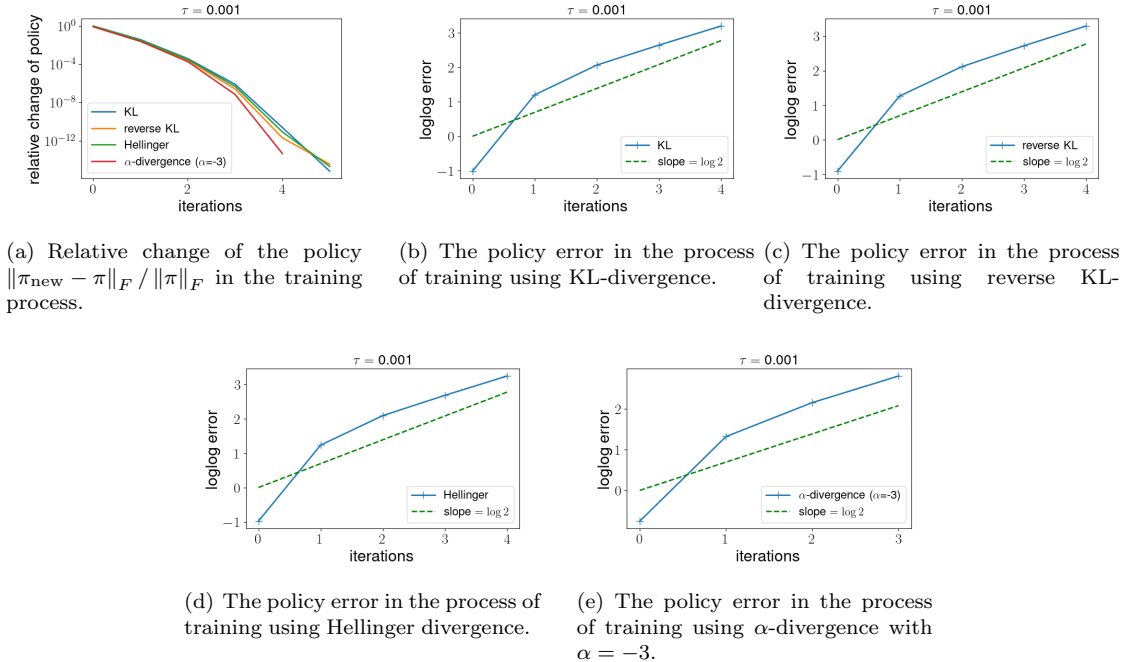 τ = 0.001
relative change of policy
10^0
10^−4
10^−8
10^−12
KL
reverse KL
Hellinger
α-divergence (α=-3)
0 2 4
iterations
(a) Relative change of the policy
‖π_new − π‖_F / ‖π‖_F in the training
process.
τ = 0.001
loglog error
3
2
1
0
−1
KL
slope = log 2
0 1 2 3 4
iterations
(b) The policy error in the process
of training using KL-divergence.
τ = 0.001
loglog error
3
2
1
0
−1
reverse KL
slope = log 2
0 1 2 3 4
iterations
(c) The policy error in the process
of training using reverse KL-
divergence.
τ = 0.001
loglog error
3
2
1
0
−1
Hellinger
slope = log 2
0 1 2 3 4
iterations
(d) The policy error in the process of
training using Hellinger divergence.
τ = 0.001
loglog error
2
1
0
α-divergence (α=-3)
slope = log 2
0 1 2 3
iterations
(e) The policy error in the process
of training using α-divergence with
α = −3.